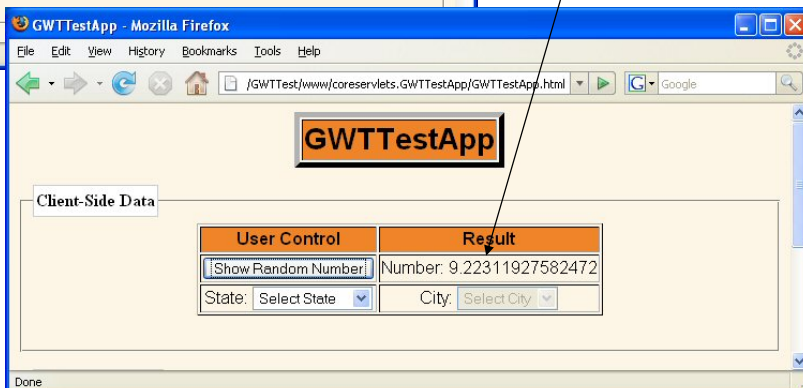 GWTTestApp - Mozilla Firefox
File Edit View History Bookmarks Tools Help
/GWTTest/www/coreservlets.GWTTestApp/GWTTestApp.html G Google
GWTTestApp
Client-Side Data
User Control Result
Show Random Number Number: 9.22311927582472
State: Select State City: Select City
Done